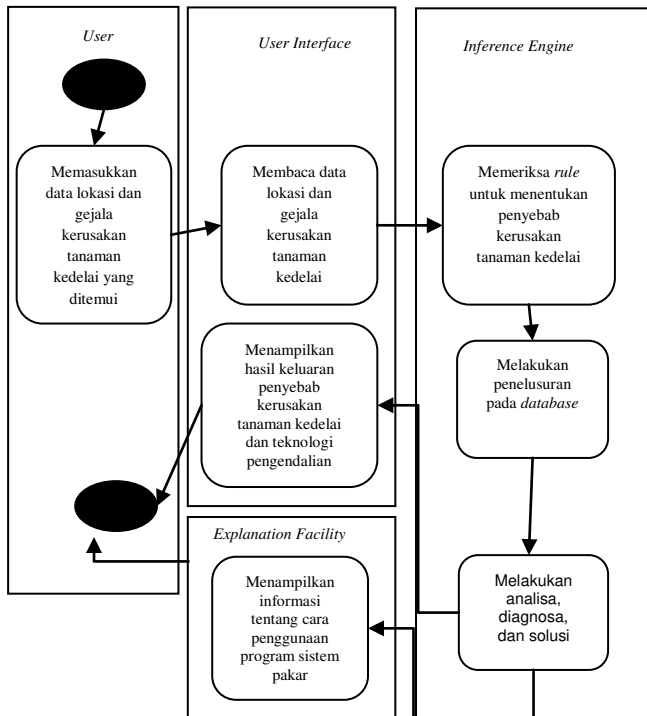 User
Memasukkan
data lokasi dan
gejala
kerusakan
tanaman
kedelai yang
ditemui
User Interface
Membaca data
lokasi dan
gejala
kerusakan
tanaman
kedelai
Menampilkan
hasil keluaran
penyebab
kerusakan
tanaman kedelai
dan teknologi
pengendalian
Explanation Facility
Menampilkan
informasi
tentang cara
penggunaan
program sistem
pakar
Inference Engine
Memeriksa rule
untuk menentukan
penyebab
kerusakan
tanaman kedelai
Melakukan
penelusuran
pada database
Melakukan
analisa,
diagnosa,
dan solusi